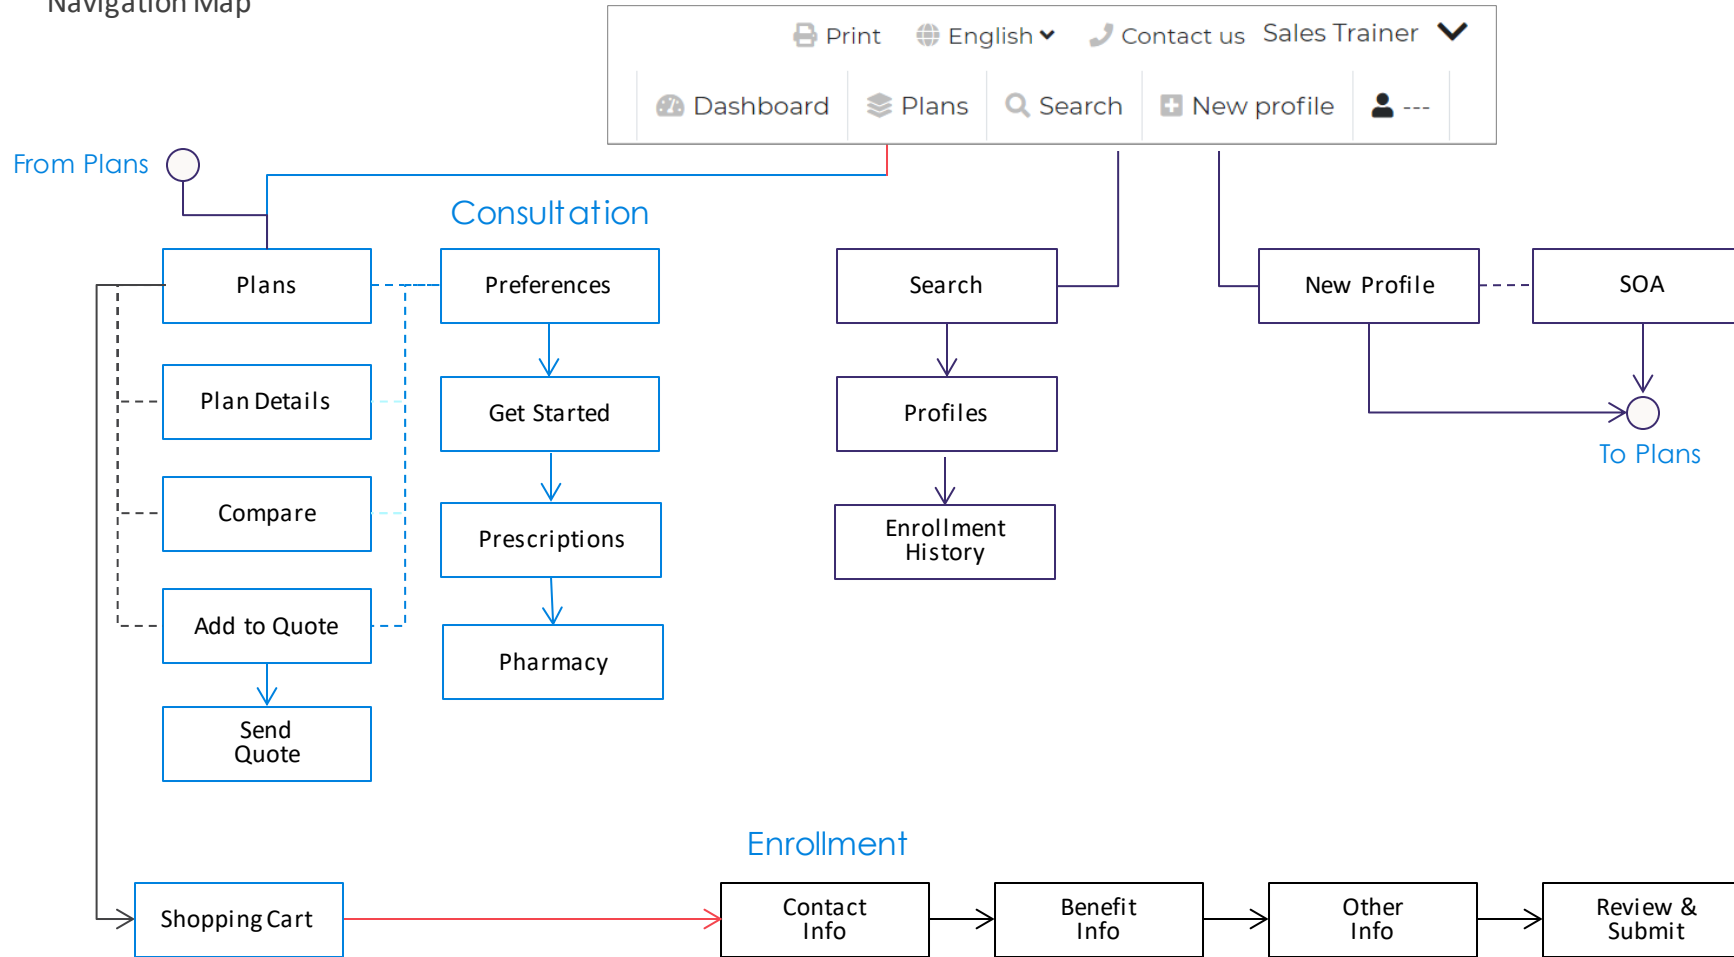 Navigation Map
Print English Contact us Sales Trainer
Dashboard Plans Search New profile ---
From Plans
Consultation
Plans
Preferences
Search
New Profile
SOA
Plan Details
Get Started
Profiles
To Plans
Compare
Prescriptions
Enrollment
History
Add to Quote
Pharmacy
Send
Quote
Enrollment
Shopping Cart
Contact
Info
Benefit
Info
Other
Info
Review &
Submit